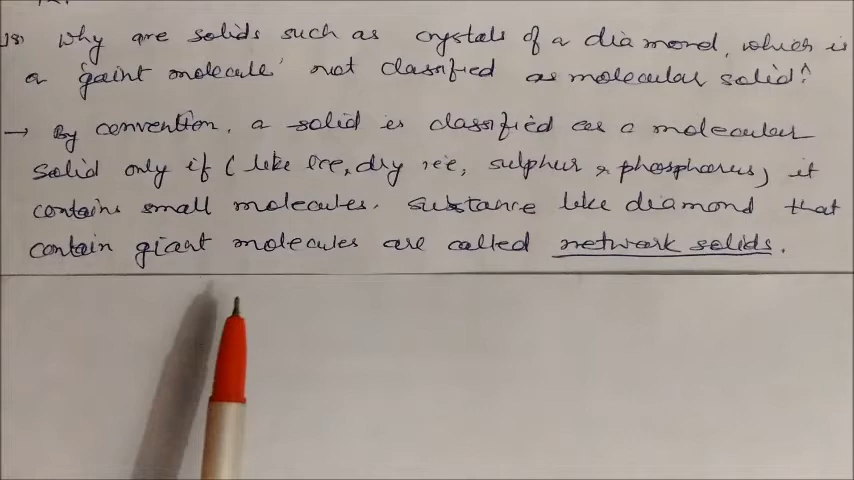 18) Why are solids such as crystals of a diamond, which is
a 'gaint molecule' not classified as molecular solid?
→ By convention, a solid is classified as a molecular
solid only if (like Ice, dry ice, sulphur & phosphorus) it
contains small molecules. Substance like diamond that
contain giant molecules are called network solids.